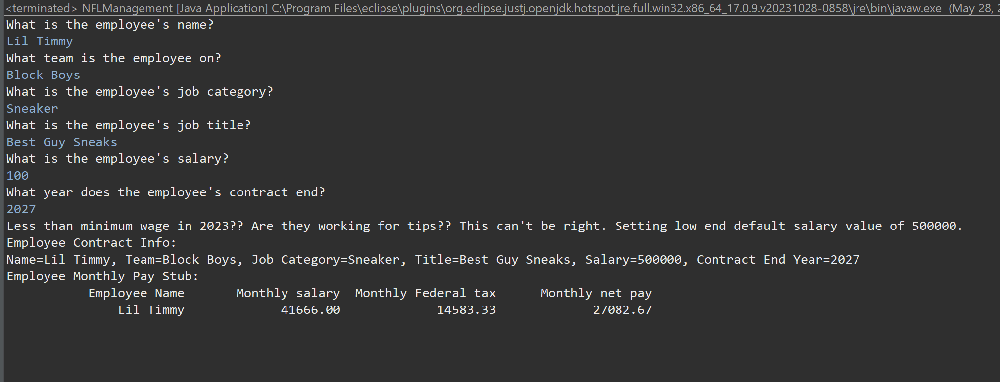 <terminated> NFLManagement [Java Application] C:\Program Files\eclipse\plugins\org.eclipse.justj.openjdk.hotspot.jre.full.win32.x86_64_17.0.9.v20231028-0858\jre\bin\javaw.exe (May 28,
What is the employee's name?
Lil Timmy
What team is the employee on?
Block Boys
What is the employee's job category?
Sneaker
What is the employee's job title?
Best Guy Sneaks
What is the employee's salary?
100
What year does the employee's contract end?
2027
Less than minimum wage in 2023?? Are they working for tips?? This can't be right. Setting low end default salary value of 500000.
Employee Contract Info:
Name=Lil Timmy, Team=Block Boys, Job Category=Sneaker, Title=Best Guy Sneaks, Salary=500000, Contract End Year=2027
Employee Monthly Pay Stub:
Employee Name Monthly salary Monthly Federal tax Monthly net pay
Lil Timmy 41666.00 14583.33 27082.67